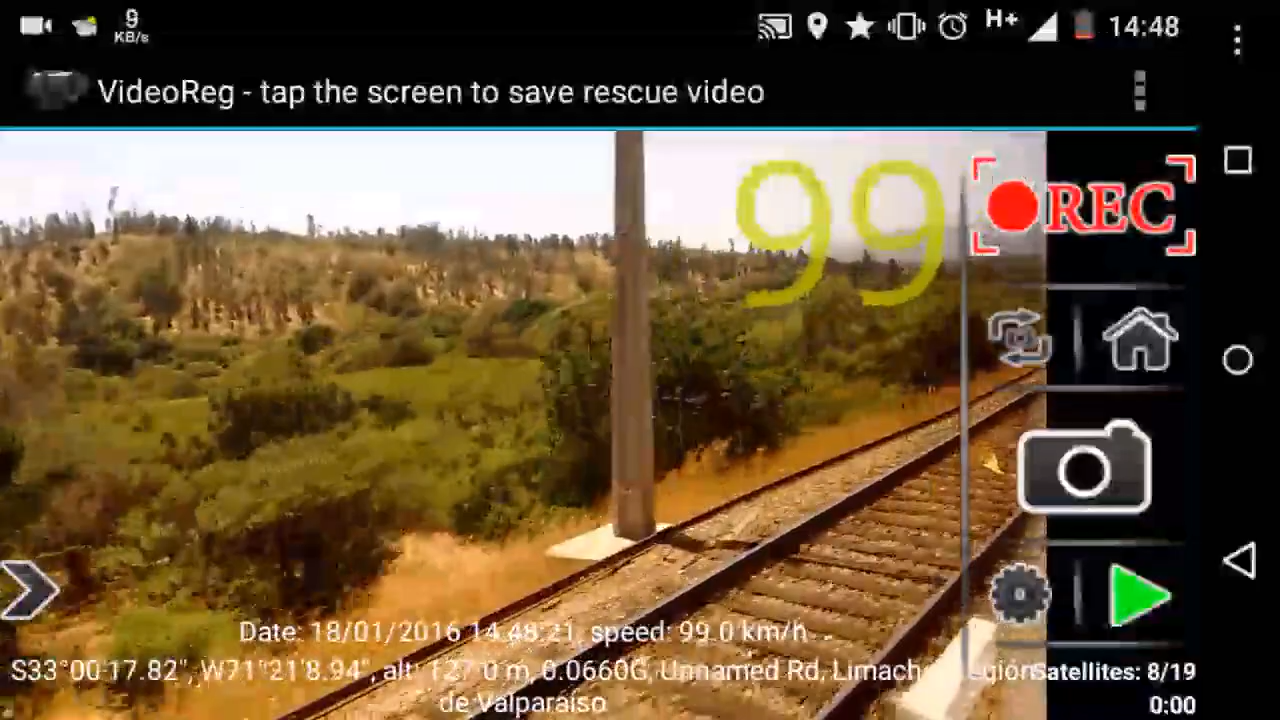 9
KB/s
H+
14:48
VideoReg - tap the screen to save rescue video
99
REC
Date: 18/01/2016 14:48:21, speed: 99.0 km/h
S33°00'17.82", W71°21'8.94", alt: 127.0 m, 0.0660G, Unnamed Rd, Limach egión
Satellites: 8/19
de Valparaíso
0:00